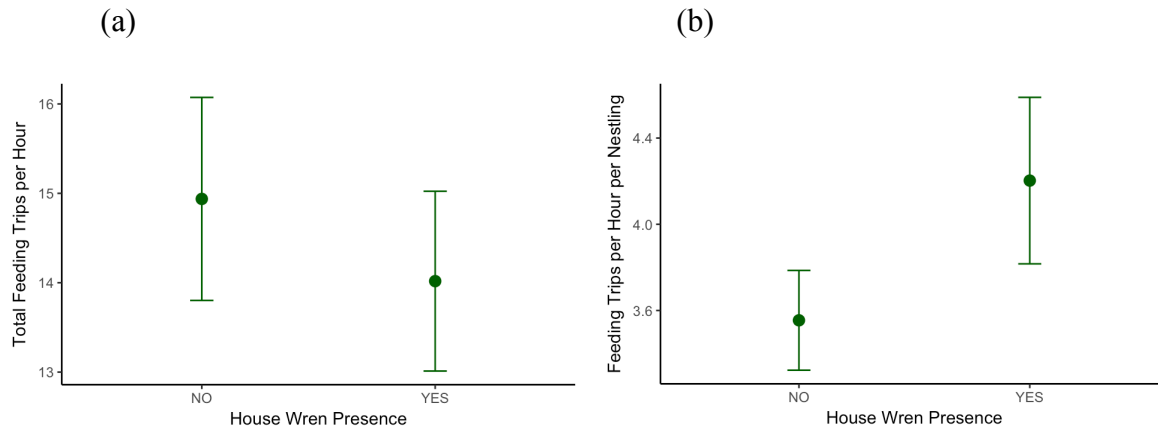 (a)
Total Feeding Trips per Hour
16
15
14
13
NO YES
House Wren Presence
(b)
Feeding Trips per Hour per Nestling
4.4
4.0
3.6
NO YES
House Wren Presence